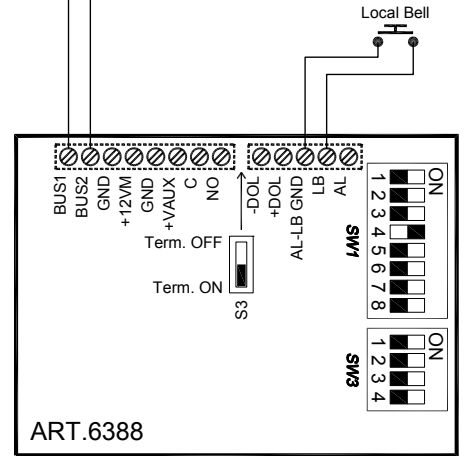 Local Bell
BUS1
BUS2
GND
+12VM
GND
+VAUX
C
NO
-DOL
+DOL
AL-LB GND
LB
AL
Term. OFF
Term. ON
S3
ON
1
2
3
4
5
6
7
8
SW1
ON
1
2
3
4
SW3
ART.6388